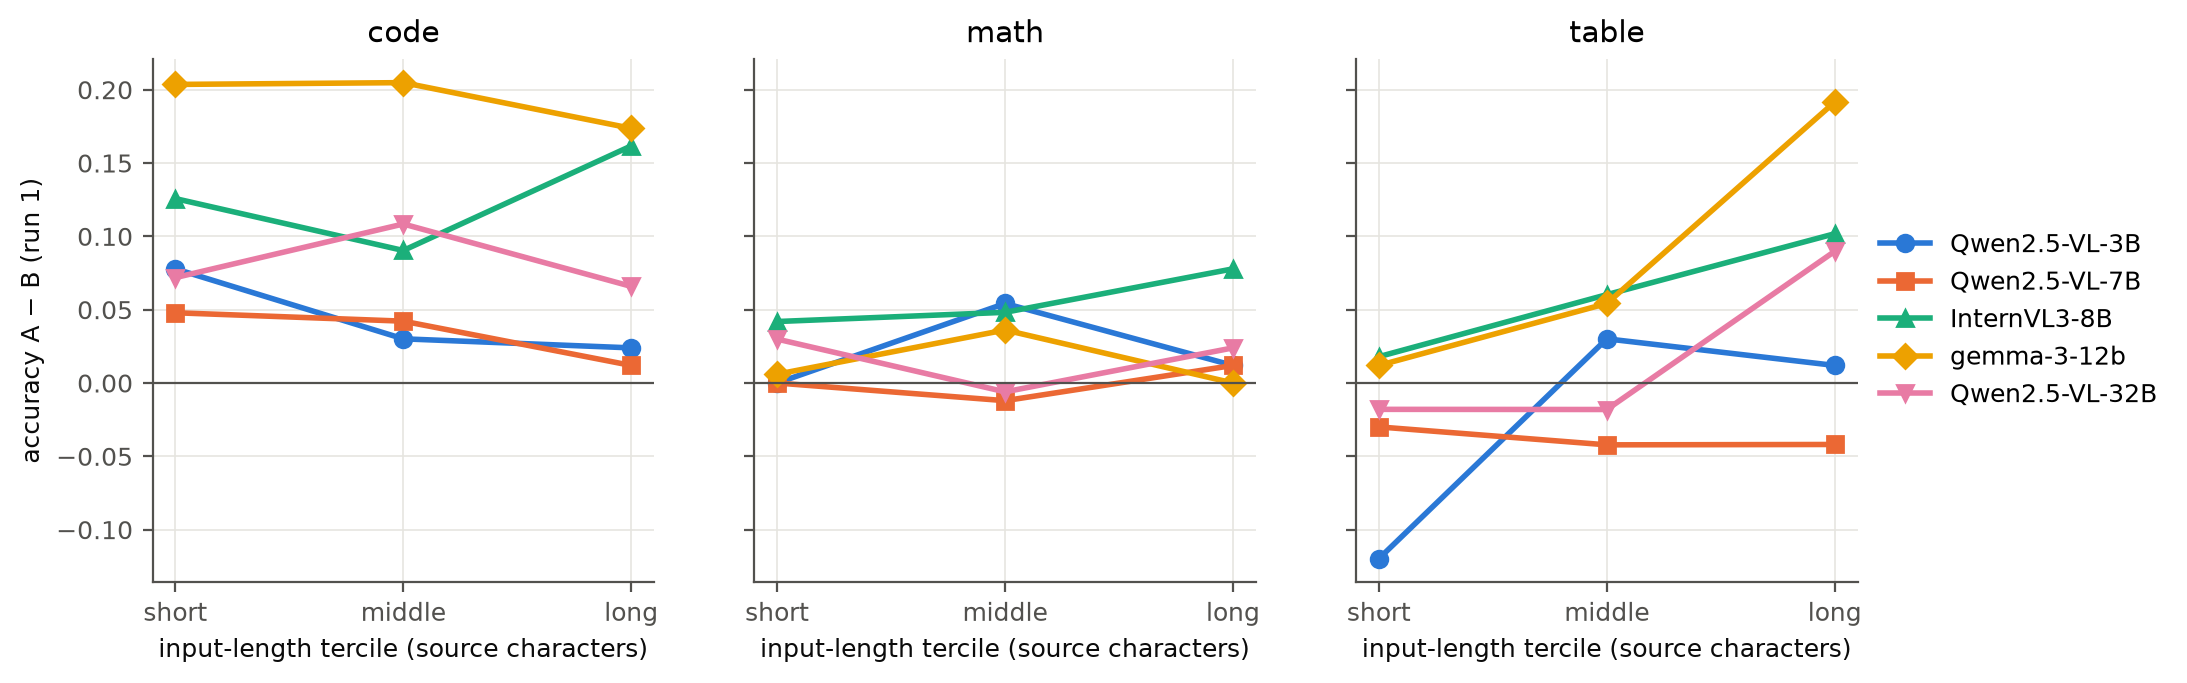 code
math
table
accuracy A − B (run 1)
0.20
0.15
0.10
0.05
0.00
−0.05
−0.10
short middle long
short middle long
short middle long
input-length tercile (source characters)
input-length tercile (source characters)
input-length tercile (source characters)
Qwen2.5-VL-3B
Qwen2.5-VL-7B
InternVL3-8B
gemma-3-12b
Qwen2.5-VL-32B